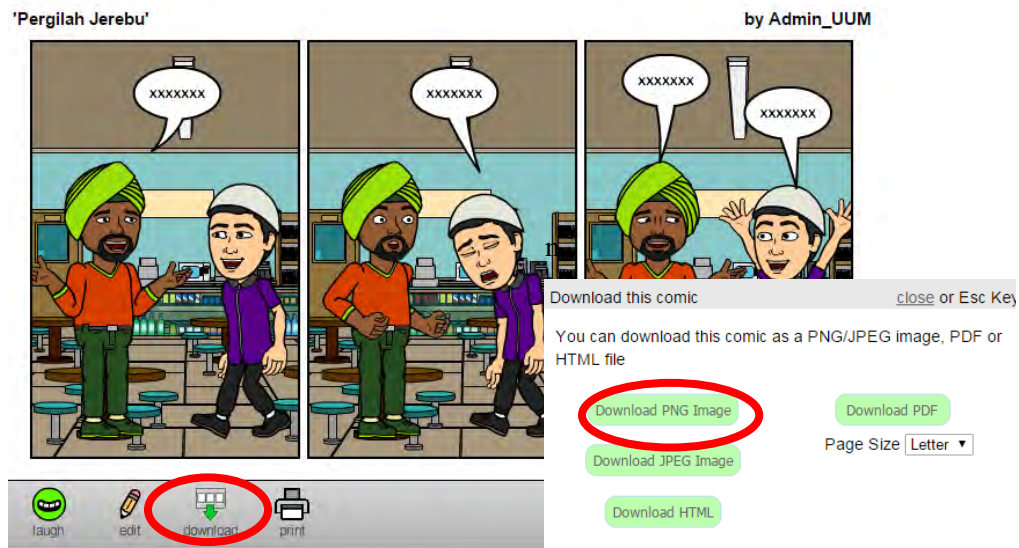 'Pergilah Jerebu'
by Admin_UUM
xxxxxxx
xxxxxxx
xxxxxxx
xxxxxxx
n
Download this comic
close or Esc Key
You can download this comic as a PNG/JPEG image, PDF or
HTML file
Download PNG Image
Download PDF
Page Size Letter
Download JPEG Image
Download HTML
laugh
edit
download
print